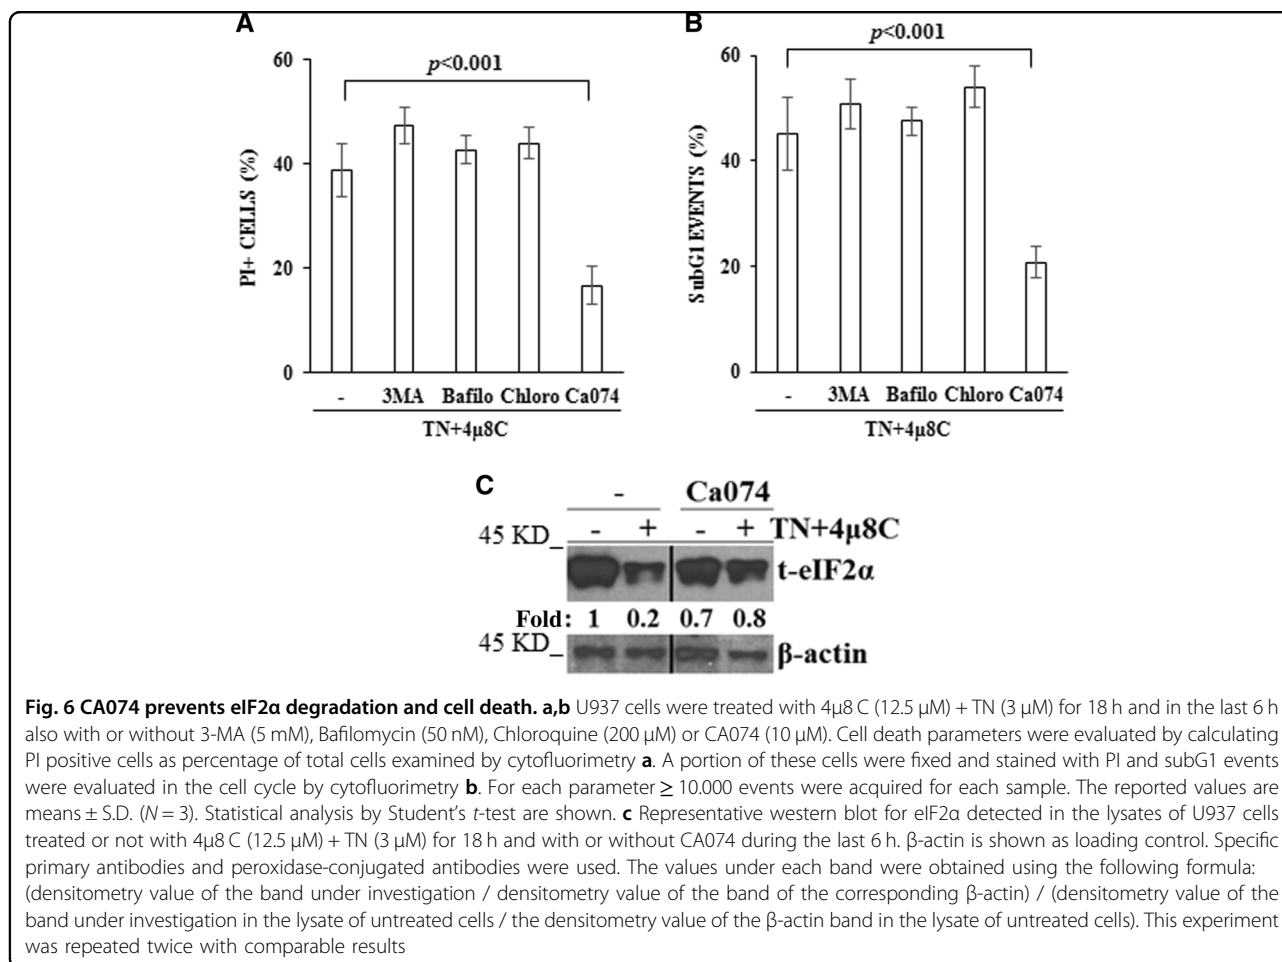 A
p<0.001
60
40
20
0
PI+ CELLS (%)
- 3MA Bafilo Chloro Ca074
TN+4µ8C
B
p<0.001
60
40
20
0
SubG1 EVENTS (%)
- 3MA Bafilo Chloro Ca074
TN+4µ8C
C
- Ca074
- + - + TN+4µ8C
45 KD_
t-eIF2α
Fold: 1 0.2 0.7 0.8
45 KD_
β-actin
Fig. 6 CA074 prevents eIF2α degradation and cell death. a,b U937 cells were treated with 4µ8 C (12.5 µM) + TN (3 µM) for 18 h and in the last 6 h
also with or without 3-MA (5 mM), Bafilomycin (50 nM), Chloroquine (200 µM) or CA074 (10 µM). Cell death parameters were evaluated by calculating
PI positive cells as percentage of total cells examined by cytofluorimetry a. A portion of these cells were fixed and stained with PI and subG1 events
were evaluated in the cell cycle by cytofluorimetry b. For each parameter ≥ 10.000 events were acquired for each sample. The reported values are
means ± S.D. (N = 3). Statistical analysis by Student's t-test are shown. c Representative western blot for eIF2α detected in the lysates of U937 cells
treated or not with 4µ8 C (12.5 µM) + TN (3 µM) for 18 h and with or without CA074 during the last 6 h. β-actin is shown as loading control. Specific
primary antibodies and peroxidase-conjugated antibodies were used. The values under each band were obtained using the following formula:
(densitometry value of the band under investigation / densitometry value of the band of the corresponding β-actin) / (densitometry value of the
band under investigation in the lysate of untreated cells / the densitometry value of the β-actin band in the lysate of untreated cells). This experiment
was repeated twice with comparable results